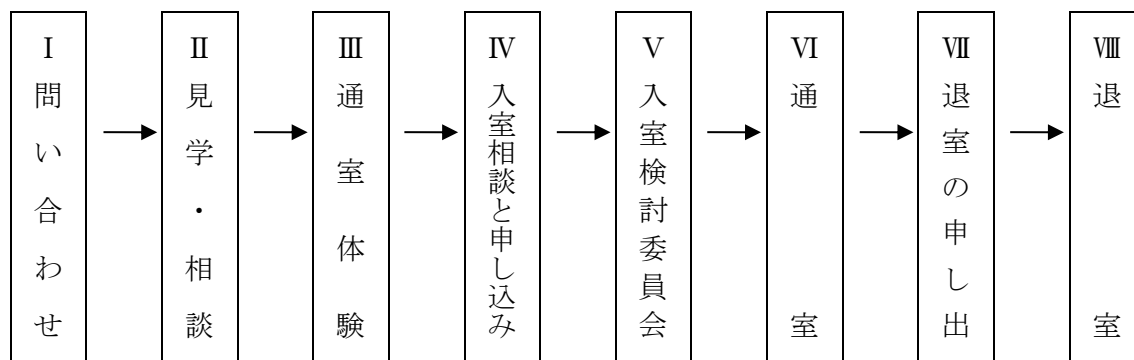 Ⅰ問い合わせ
Ⅱ見学・相談
Ⅲ通室体験
Ⅳ入室相談と申し込み
Ⅴ入室検討委員会
Ⅵ通室
Ⅶ退室の申し出
Ⅷ退室